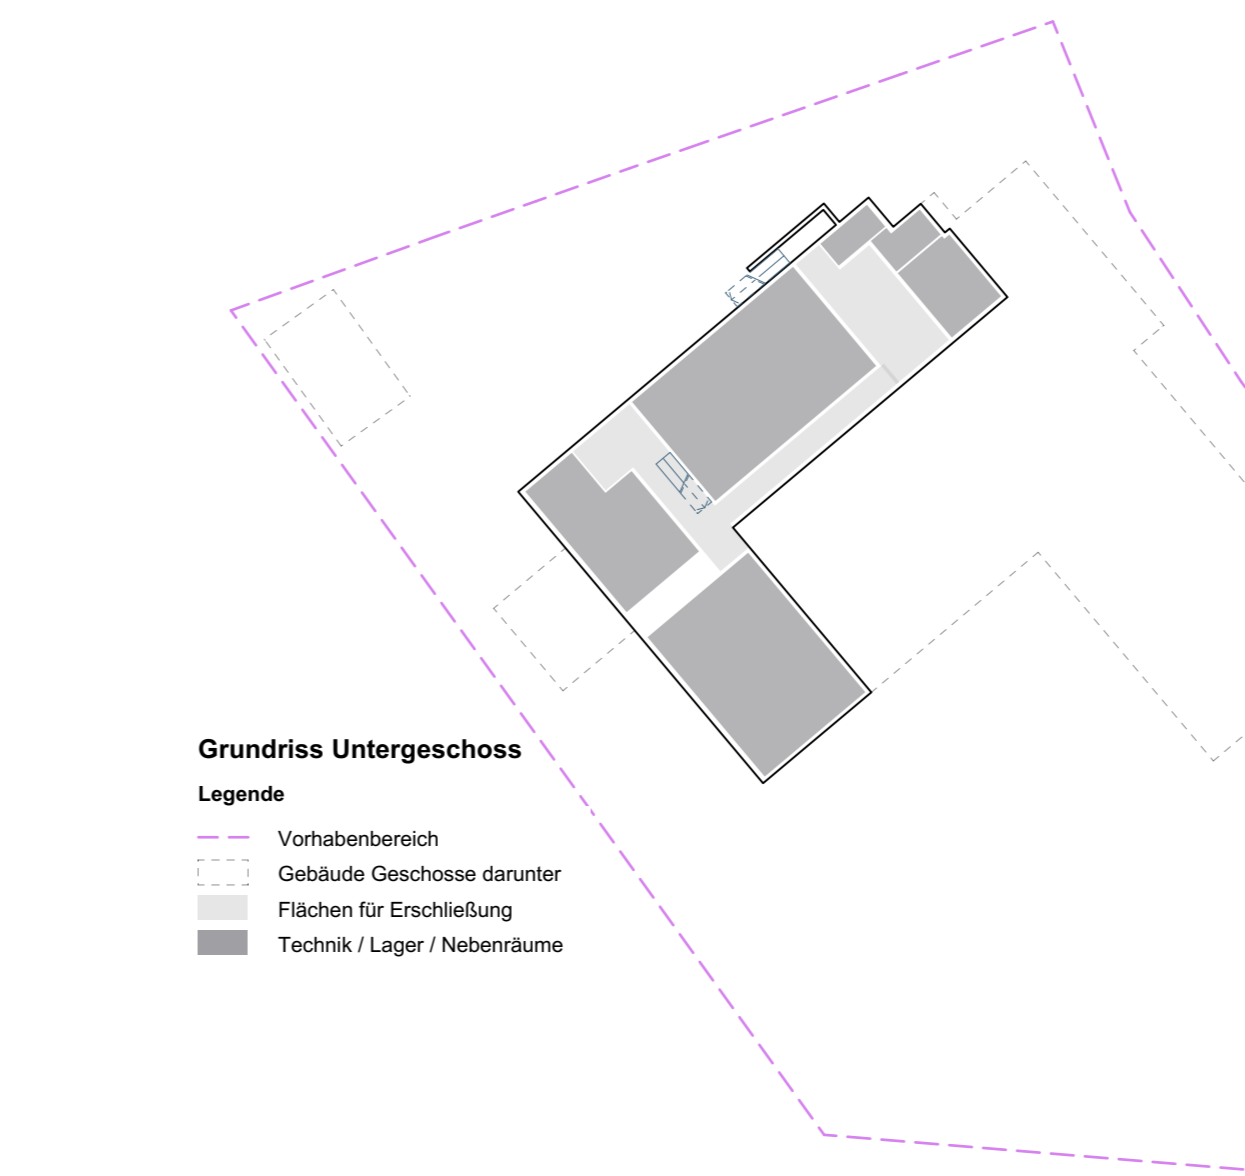 Grundriss Untergeschoss
Legende
Vorhabenbereich
Gebäude Geschosse darunter
Flächen für Erschließung
Technik / Lager / Nebenräume